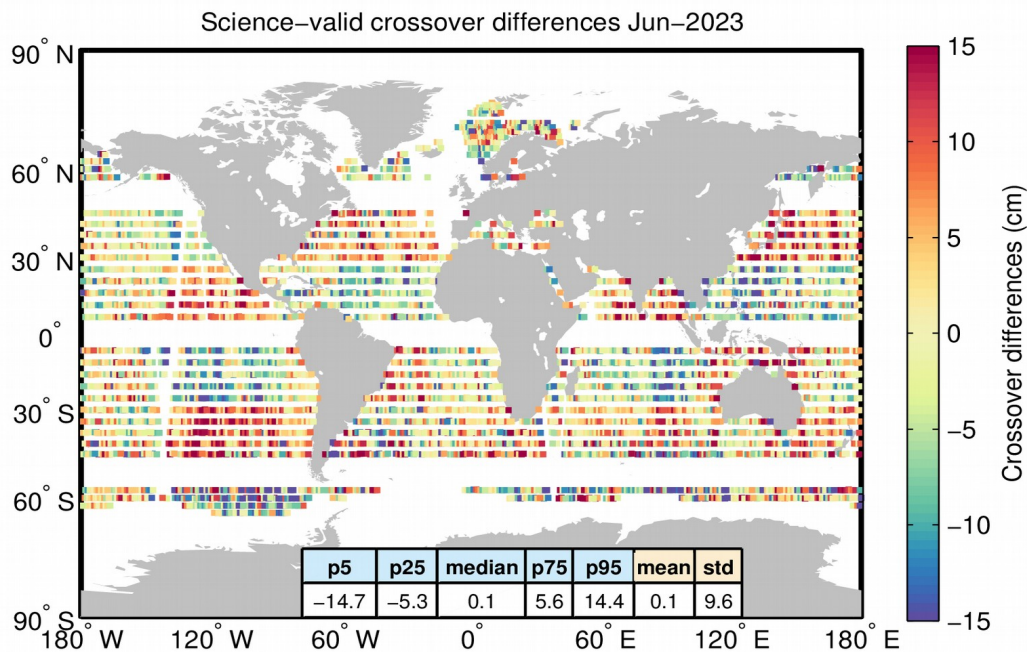 Science−valid crossover differences Jun−2023
90° N
60° N
30° N
0°
30° S
60° S
90° S
180° W
120° W
60° W
0°
60° E
120° E
180° E
p5 p25 median p75 p95 mean std
−14.7 −5.3 0.1 5.6 14.4 0.1 9.6
15
10
5
0
−5
−10
−15
Crossover differences (cm)